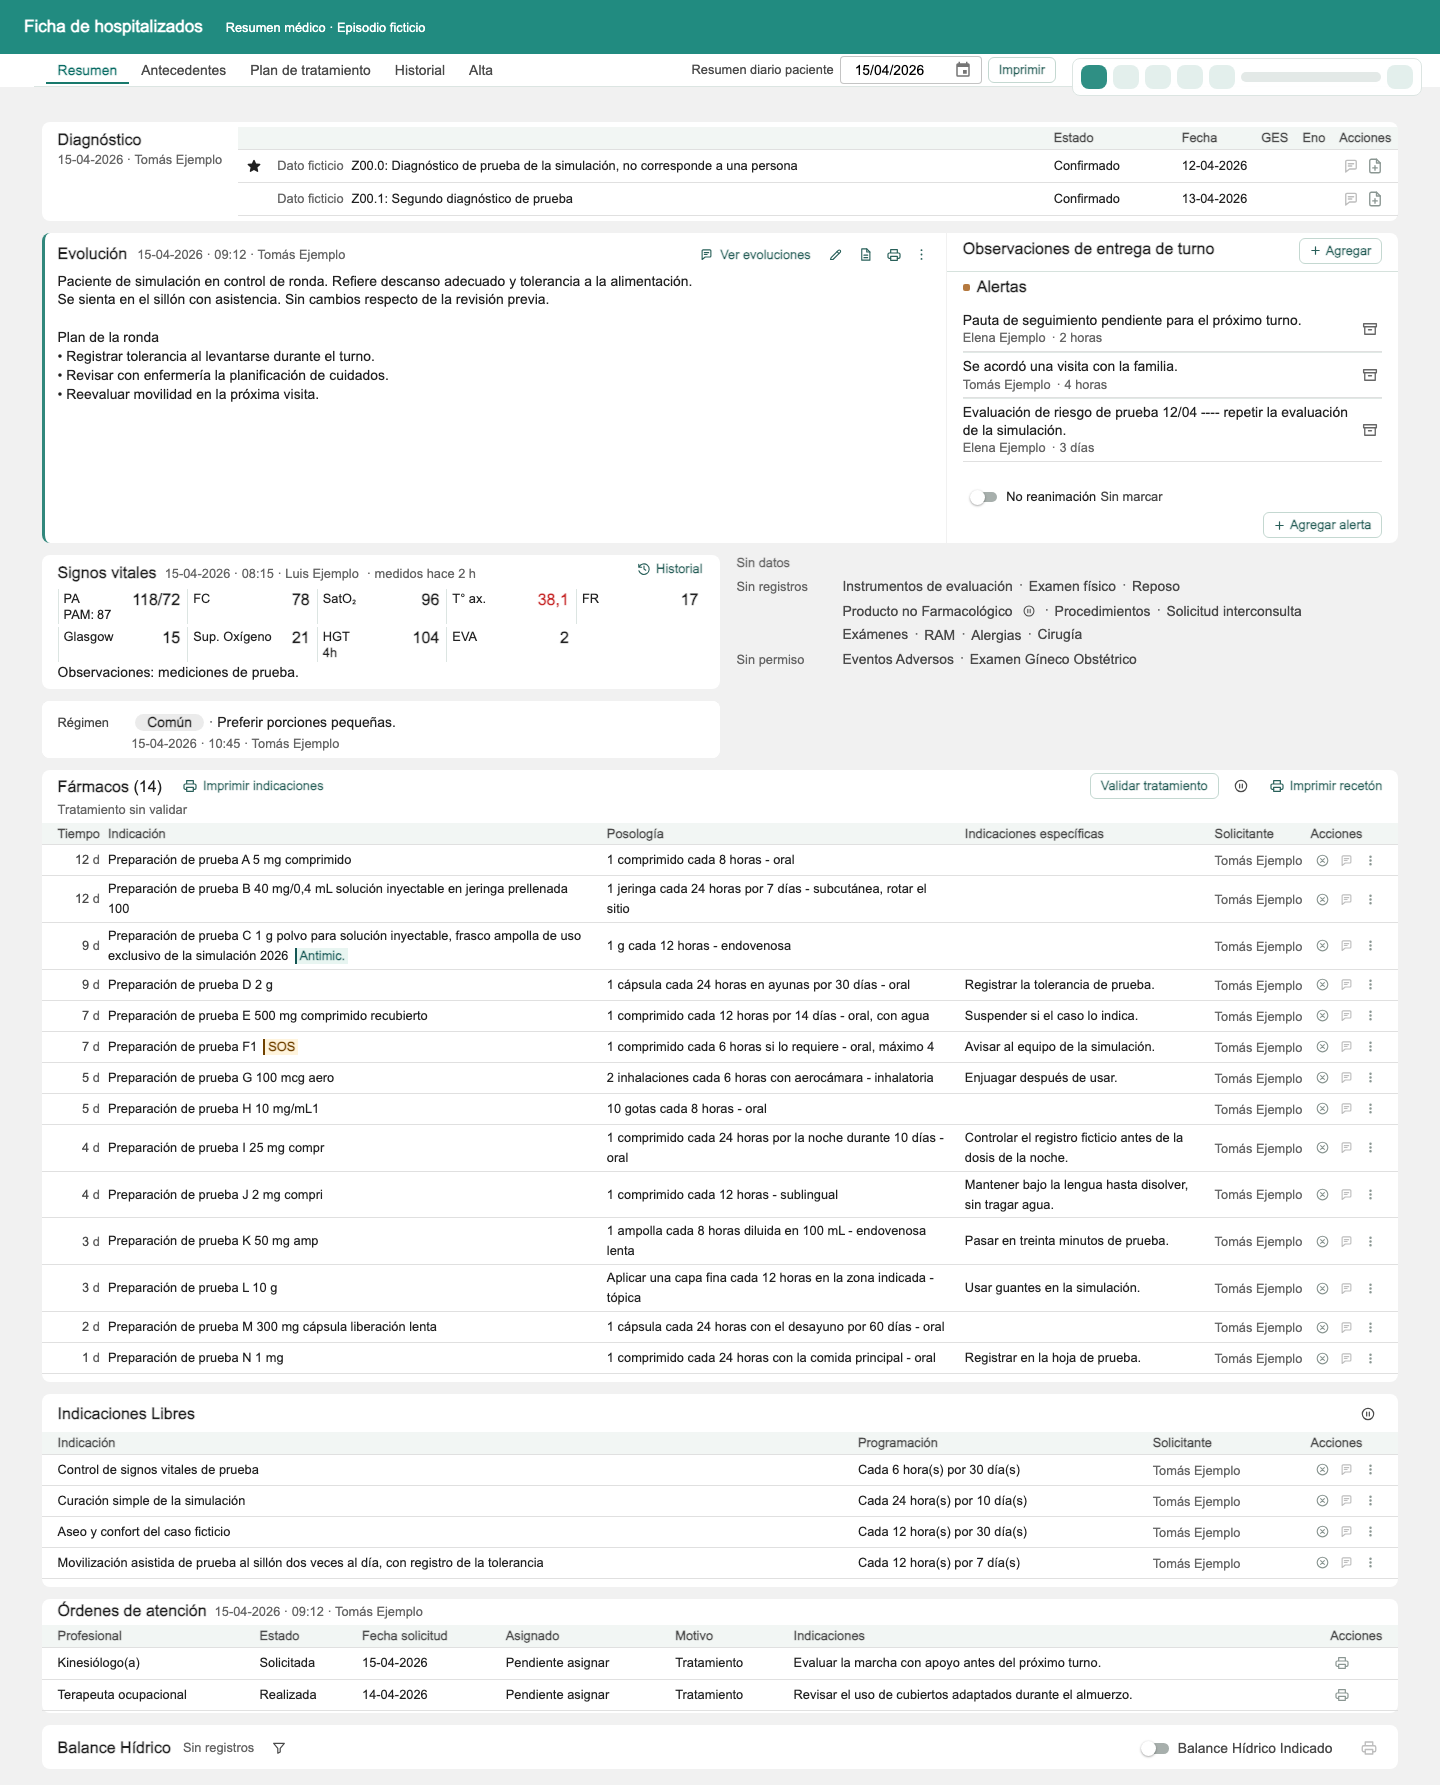 Ficha de hospitalizados Resumen médico · Episodio ficticio
Resumen Antecedentes Plan de tratamiento Historial Alta Resumen diario paciente 15/04/2026 Imprimir
Diagnóstico
15-04-2026 · Tomás Ejemplo
Estado Fecha GES Eno Acciones
Dato ficticio Z00.0: Diagnóstico de prueba de la simulación, no corresponde a una persona Confirmado 12-04-2026
Dato ficticio Z00.1: Segundo diagnóstico de prueba Confirmado 13-04-2026
Evolución 15-04-2026 · 09:12 · Tomás Ejemplo Ver evoluciones
Paciente de simulación en control de ronda. Refiere descanso adecuado y tolerancia a la alimentación.
Se sienta en el sillón con asistencia. Sin cambios respecto de la revisión previa.
Plan de la ronda
• Registrar tolerancia al levantarse durante el turno.
• Revisar con enfermería la planificación de cuidados.
• Reevaluar movilidad en la próxima visita.
Observaciones de entrega de turno + Agregar
Alertas
Pauta de seguimiento pendiente para el próximo turno.
Elena Ejemplo · 2 horas
Se acordó una visita con la familia.
Tomás Ejemplo · 4 horas
Evaluación de riesgo de prueba 12/04 ---- repetir la evaluación
de la simulación.
Elena Ejemplo · 3 días
No reanimación Sin marcar
+ Agregar alerta
Signos vitales 15-04-2026 · 08:15 · Luis Ejemplo · medidos hace 2 h Historial
PA 118/72 FC 78 SatO₂ 96 T° ax. 38,1 FR 17
PAM: 87
Glasgow 15 Sup. Oxígeno 21 HGT 104 EVA 2
4h
Observaciones: mediciones de prueba.
Sin datos
Sin registros Instrumentos de evaluación · Examen físico · Reposo
Producto no Farmacológico · Procedimientos · Solicitud interconsulta
Exámenes · RAM · Alergias · Cirugía
Sin permiso Eventos Adversos · Examen Gíneco Obstétrico
Régimen Común · Preferir porciones pequeñas.
15-04-2026 · 10:45 · Tomás Ejemplo
Fármacos (14) Imprimir indicaciones Validar tratamiento Imprimir recetón
Tratamiento sin validar
Tiempo Indicación Posología Indicaciones específicas Solicitante Acciones
12 d Preparación de prueba A 5 mg comprimido 1 comprimido cada 8 horas - oral Tomás Ejemplo
12 d Preparación de prueba B 40 mg/0,4 mL solución inyectable en jeringa prellenada
100 1 jeringa cada 24 horas por 7 días - subcutánea, rotar el
sitio Tomás Ejemplo
9 d Preparación de prueba C 1 g polvo para solución inyectable, frasco ampolla de uso
exclusivo de la simulación 2026 Antimic. 1 g cada 12 horas - endovenosa Tomás Ejemplo
9 d Preparación de prueba D 2 g 1 cápsula cada 24 horas en ayunas por 30 días - oral Registrar la tolerancia de prueba. Tomás Ejemplo
7 d Preparación de prueba E 500 mg comprimido recubierto 1 comprimido cada 12 horas por 14 días - oral, con agua Suspender si el caso lo indica. Tomás Ejemplo
7 d Preparación de prueba F1 SOS 1 comprimido cada 6 horas si lo requiere - oral, máximo 4 Avisar al equipo de la simulación. Tomás Ejemplo
5 d Preparación de prueba G 100 mcg aero 2 inhalaciones cada 6 horas con aerocámara - inhalatoria Enjuagar después de usar. Tomás Ejemplo
5 d Preparación de prueba H 10 mg/mL1 10 gotas cada 8 horas - oral Tomás Ejemplo
4 d Preparación de prueba I 25 mg compr 1 comprimido cada 24 horas por la noche durante 10 días -
oral Controlar el registro ficticio antes de la
dosis de la noche. Tomás Ejemplo
4 d Preparación de prueba J 2 mg compri 1 comprimido cada 12 horas - sublingual Mantener bajo la lengua hasta disolver,
sin tragar agua. Tomás Ejemplo
3 d Preparación de prueba K 50 mg amp 1 ampolla cada 8 horas diluida en 100 mL - endovenosa
lenta Pasar en treinta minutos de prueba. Tomás Ejemplo
3 d Preparación de prueba L 10 g Aplicar una capa fina cada 12 horas en la zona indicada -
tópica Usar guantes en la simulación. Tomás Ejemplo
2 d Preparación de prueba M 300 mg cápsula liberación lenta 1 cápsula cada 24 horas con el desayuno por 60 días - oral Tomás Ejemplo
1 d Preparación de prueba N 1 mg 1 comprimido cada 24 horas con la comida principal - oral Registrar en la hoja de prueba. Tomás Ejemplo
Indicaciones Libres
Indicación Programación Solicitante Acciones
Control de signos vitales de prueba Cada 6 hora(s) por 30 día(s) Tomás Ejemplo
Curación simple de la simulación Cada 24 hora(s) por 10 día(s) Tomás Ejemplo
Aseo y confort del caso ficticio Cada 12 hora(s) por 30 día(s) Tomás Ejemplo
Movilización asistida de prueba al sillón dos veces al día, con registro de la tolerancia Cada 12 hora(s) por 7 día(s) Tomás Ejemplo
Órdenes de atención 15-04-2026 · 09:12 · Tomás Ejemplo
Profesional Estado Fecha solicitud Asignado Motivo Indicaciones Acciones
Kinesiólogo(a) Solicitada 15-04-2026 Pendiente asignar Tratamiento Evaluar la marcha con apoyo antes del próximo turno.
Terapeuta ocupacional Realizada 14-04-2026 Pendiente asignar Tratamiento Revisar el uso de cubiertos adaptados durante el almuerzo.
Balance Hídrico Sin registros Balance Hídrico Indicado